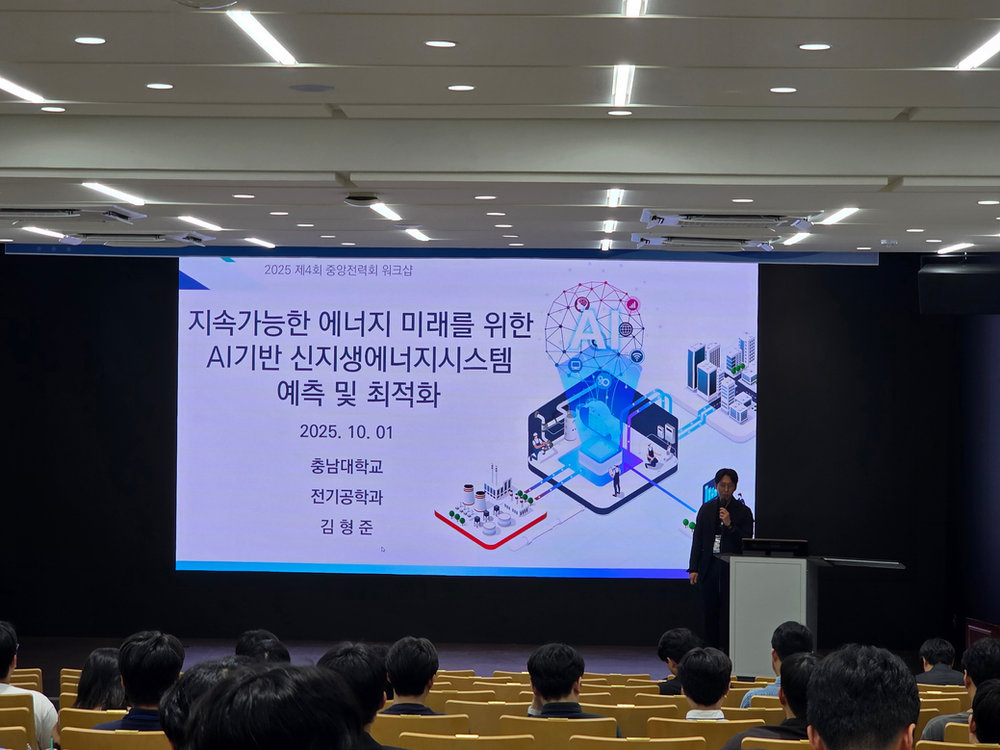 2025 제4회 중앙전력회 워크샵
지속가능한 에너지 미래를 위한
AI기반 신지생에너지시스템
예측 및 최적화
2025. 10. 01
충남대학교
전기공학과
김 형 준
AI